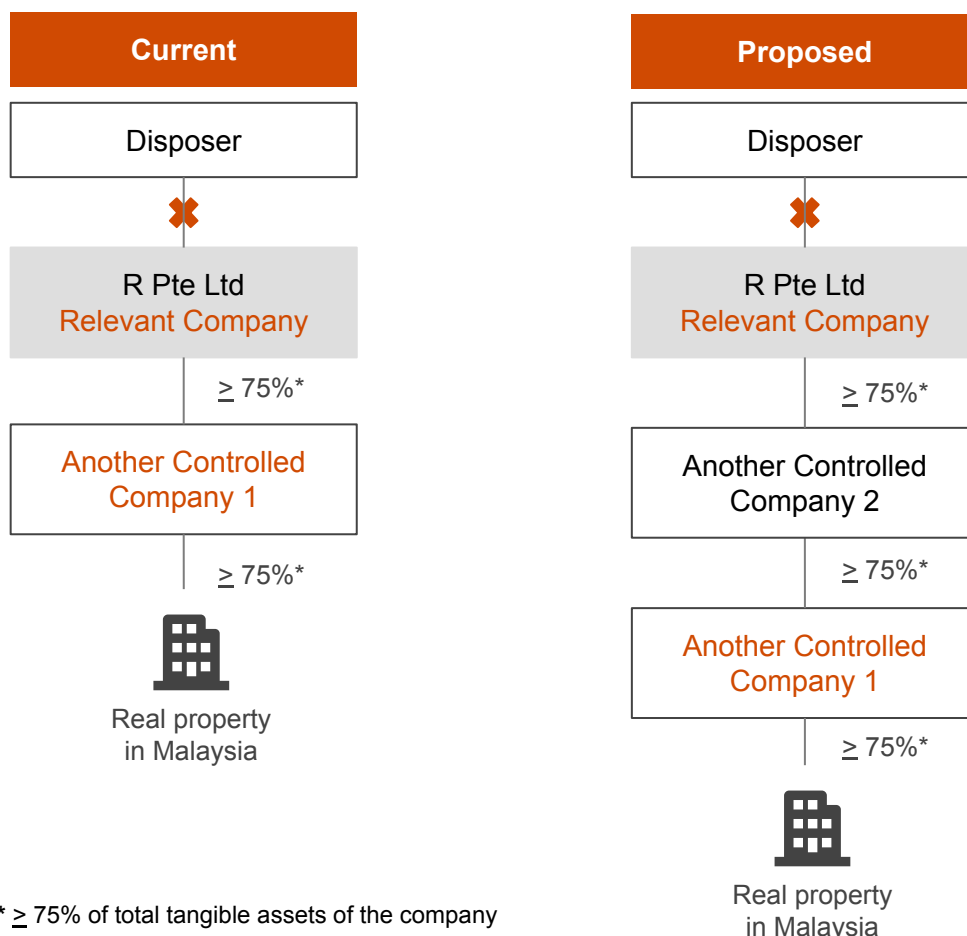 Current
Disposer
R Pte Ltd
Relevant Company
≥ 75%*
Another Controlled
Company 1
≥ 75%*
Real property
in Malaysia
* ≥ 75% of total tangible assets of the company
Proposed
Disposer
R Pte Ltd
Relevant Company
≥ 75%*
Another Controlled
Company 2
≥ 75%*
Another Controlled
Company 1
≥ 75%*
Real property
in Malaysia